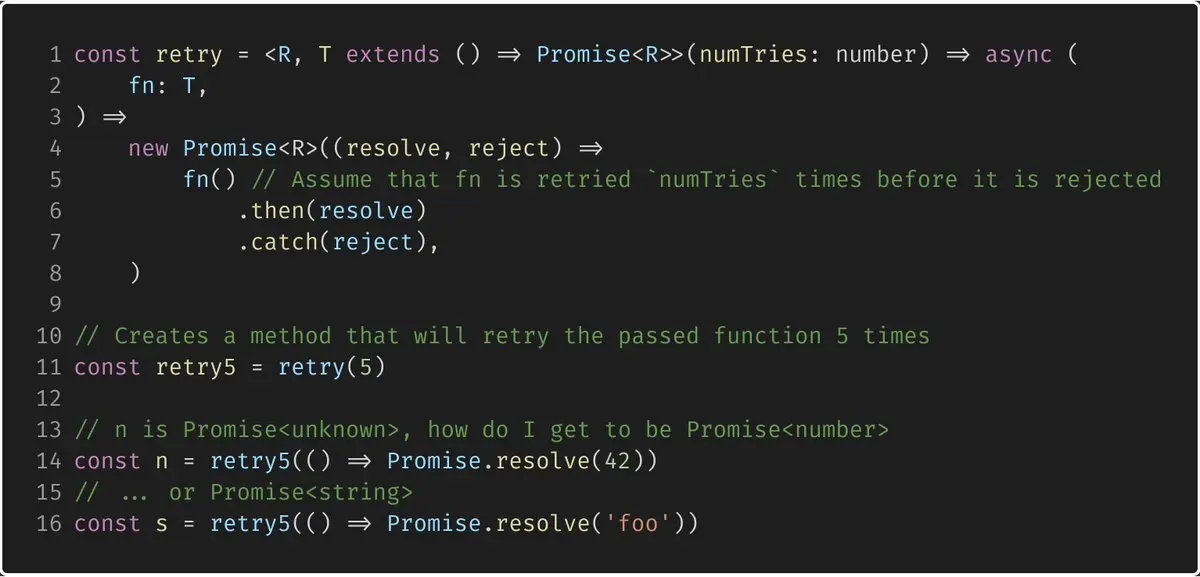 1 const retry = <R, T extends () => Promise<R>>(numTries: number) => async (
2     fn: T,
3 ) =>
4     new Promise<R>((resolve, reject) =>
5         fn() // Assume that fn is retried `numTries` times before it is rejected
6             .then(resolve)
7             .catch(reject),
8     )
9
10 // Creates a method that will retry the passed function 5 times
11 const retry5 = retry(5)
12
13 // n is Promise<unknown>, how do I get to be Promise<number>
14 const n = retry5(() => Promise.resolve(42))
15 // ... or Promise<string>
16 const s = retry5(() => Promise.resolve('foo'))